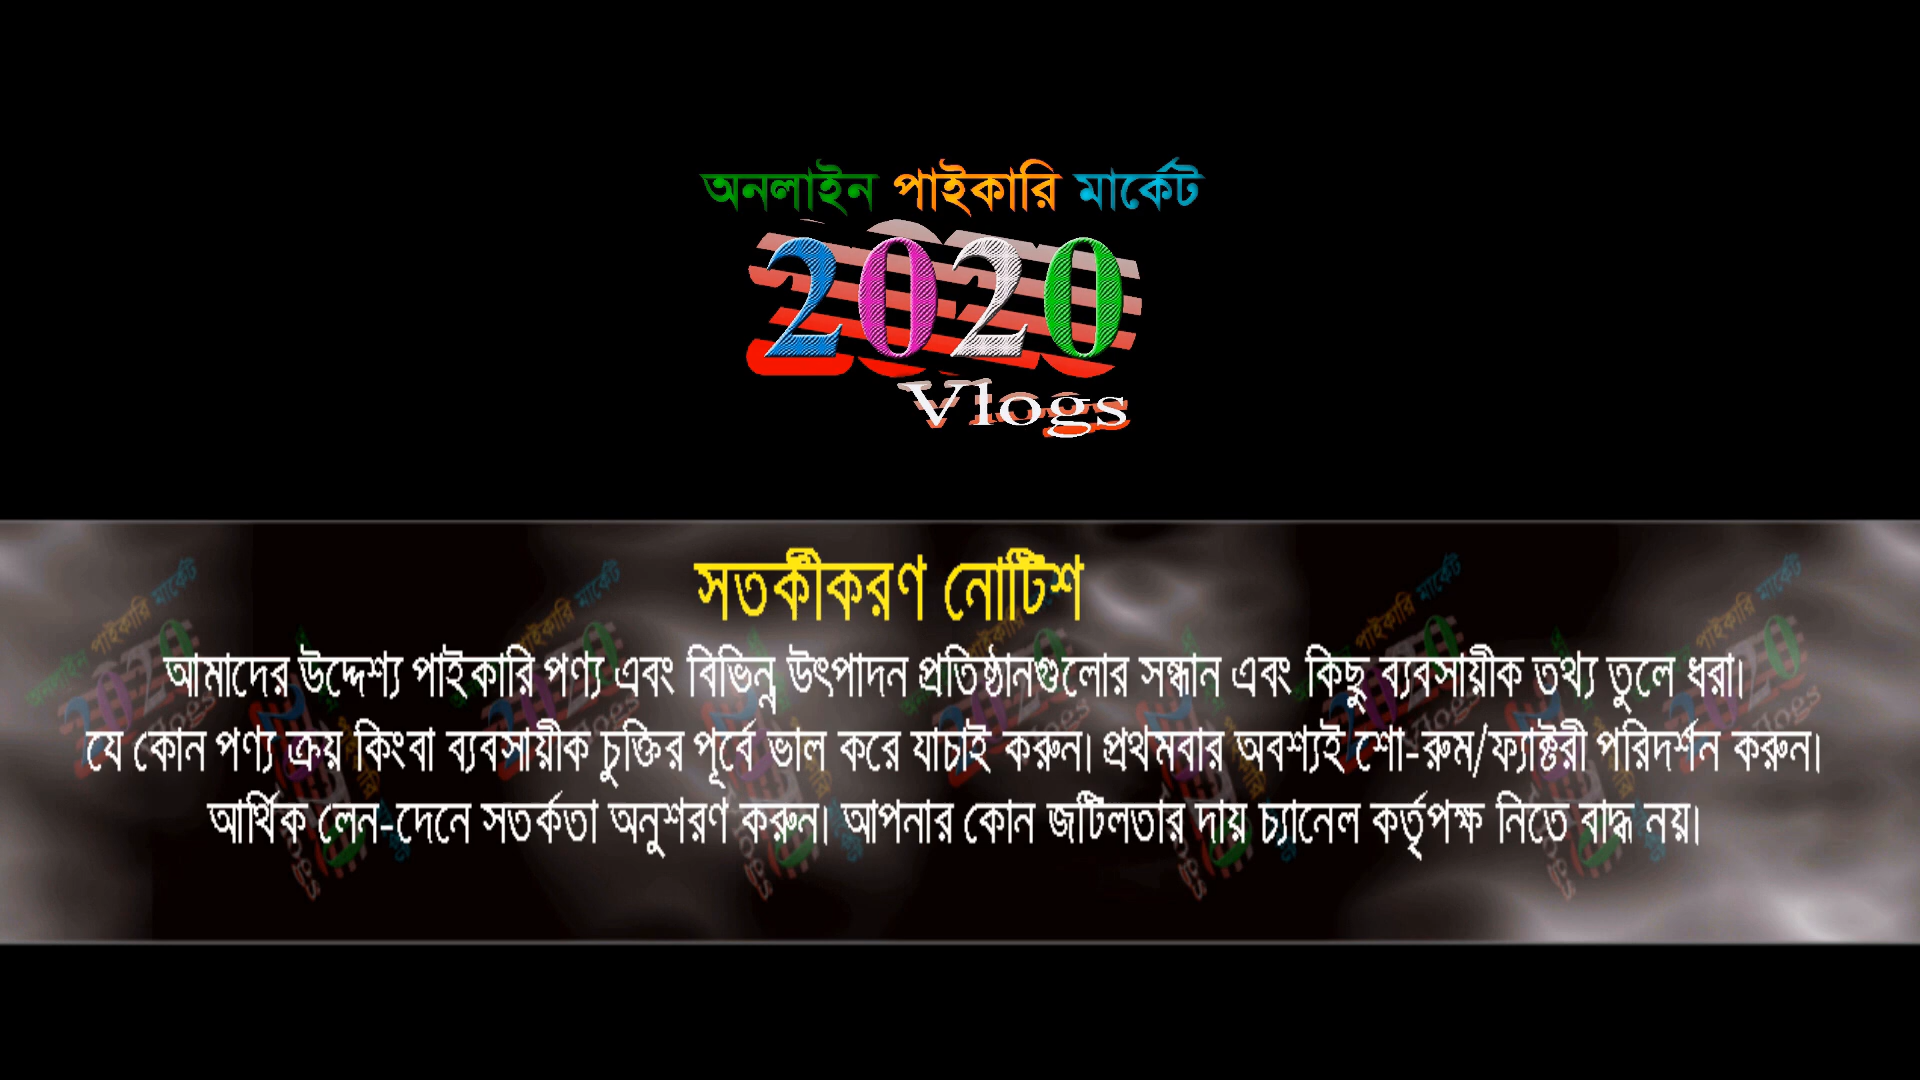 অনলাইন পাইকারি মার্কেট
2020
Vlogs
সতর্কীকরণ নোটিশ
আমাদের উদ্দেশ্য পাইকারি পণ্য এবং বিভিন্ন উৎপাদন প্রতিষ্ঠানগুলোর সন্ধান এবং কিছু ব্যবসায়ীক তথ্য তুলে ধরা।
যে কোন পণ্য ক্রয় কিংবা ব্যবসায়ীক চুক্তির পূর্বে ভাল করে যাচাই করুন। প্রথমবার অবশ্যই শো-রুম/ফ্যাক্টরী পরিদর্শন করুন।
আর্থিক লেন-দেনে সতর্কতা অনুশরণ করুন। আপনার কোন জটিলতার দায় চ্যানেল কর্তৃপক্ষ নিতে বাদ্ধ নয়।